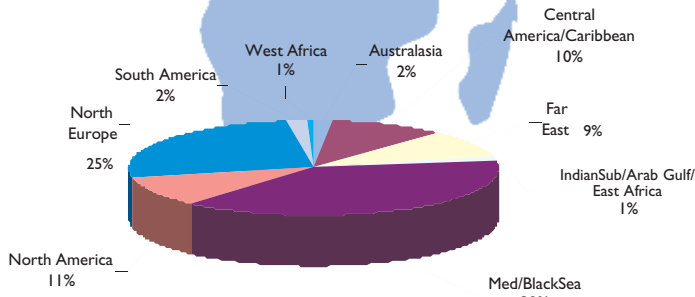 Central
America/Caribbean
10%
West Africa
1%
Australasia
2%
South America
2%
North
Europe
25%
Far
East 9%
IndianSub/Arab Gulf/
East Africa
1%
North America
11%
Med/BlackSea